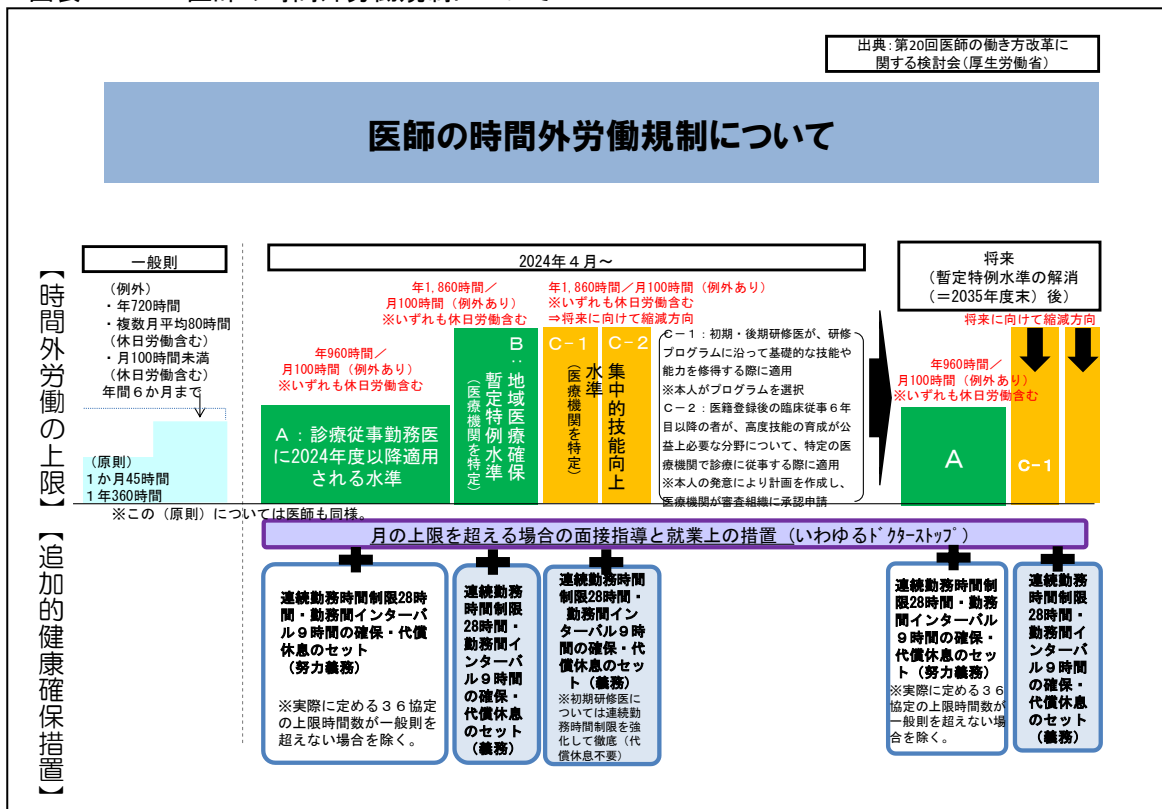 出典:第20回医師の働き方改革に
関する検討会(厚生労働省)
医師の時間外労働規制について
【時間外労働の上限】
一般則
(例外)
・年720時間
・複数月平均80時間
(休日労働含む)
・月100時間未満
(休日労働含む)
年間6か月まで
(原則)
1か月45時間
1年360時間
※この(原則)については医師も同様。
2024年4月~
年960時間/
月100時間(例外あり)
※いずれも休日労働含む
A:診療従事勤務医
に2024年度以降適用
される水準
年1,860時間/
月100時間(例外あり)
※いずれも休日労働含む
B:地域医療確保
暫定特例水準
(医療機関を特定)
年1,860時間/月100時間(例外あり)
※いずれも休日労働含む
⇒将来に向けて縮減方向
C-1
C-2
集中的技能向上
水準
(医療機関を特定)
C-1:初期・後期研修医が、研修
プログラムに沿って基礎的な技能や
能力を修得する際に適用
※本人がプログラムを選択
C-2:医籍登録後の臨床従事6年
目以降の者が、高度技能の育成が公
益上必要な分野について、特定の医
療機関で診療に従事する際に適用
※本人の発意により計画を作成し、
医療機関が審査組織に承認申請
将来
(暫定特例水準の解消
(=2035年度末)後)
将来に向けて縮減方向
年960時間/
月100時間(例外あり)
※いずれも休日労働含む
A
C-1
【追加的健康確保措置】
月の上限を超える場合の面接指導と就業上の措置(いわゆるドクターストップ)
連続勤務時間制限28時
間・勤務間インターバ
ル9時間の確保・代償
休息のセット
(努力義務)
※実際に定める36協定
の上限時間数が一般則を
超えない場合を除く。
連続勤務
時間制限
28時間・
勤務間イ
ンターバ
ル9時間
の確保・
代償休息
のセット
(義務)
連続勤務時間
制限28時間・
勤務間イン
ターバル9時
間の確保・代
償休息のセッ
ト(義務)
※初期研修医に
ついては連続勤
務時間制限を強
化して徹底(代
償休息不要)
連続勤務時間制
限28時間・勤務
間インターバル
9時間の確保・
代償休息のセッ
ト(努力義務)
※実際に定める36
協定の上限時間数が
一般則を超えない場
合を除く。
連続勤務
時間制限
28時間・
勤務間イ
ンターバ
ル9時間
の確保・
代償休息
のセット
(義務)